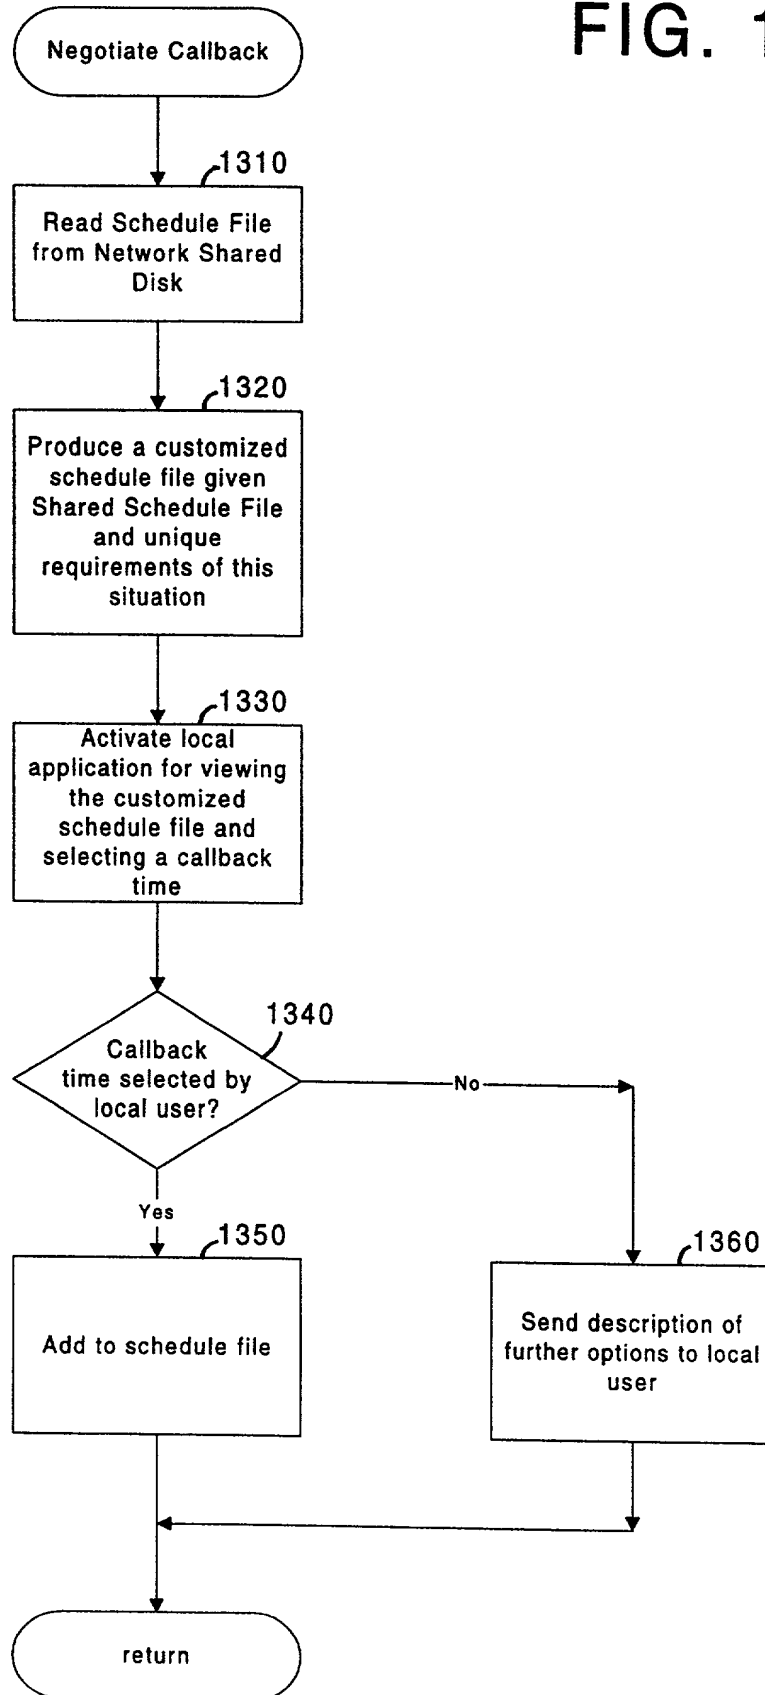 FIG. 1
Negotiate Callback
1310
Read Schedule File
from Network Shared
Disk
1320
Produce a customized
schedule file given
Shared Schedule File
and unique
requirements of this
situation
1330
Activate local
application for viewing
the customized
schedule file and
selecting a callback
time
1340
Callback
time selected by
local user?
No
Yes
1350
Add to schedule file
1360
Send description of
further options to local
user
return